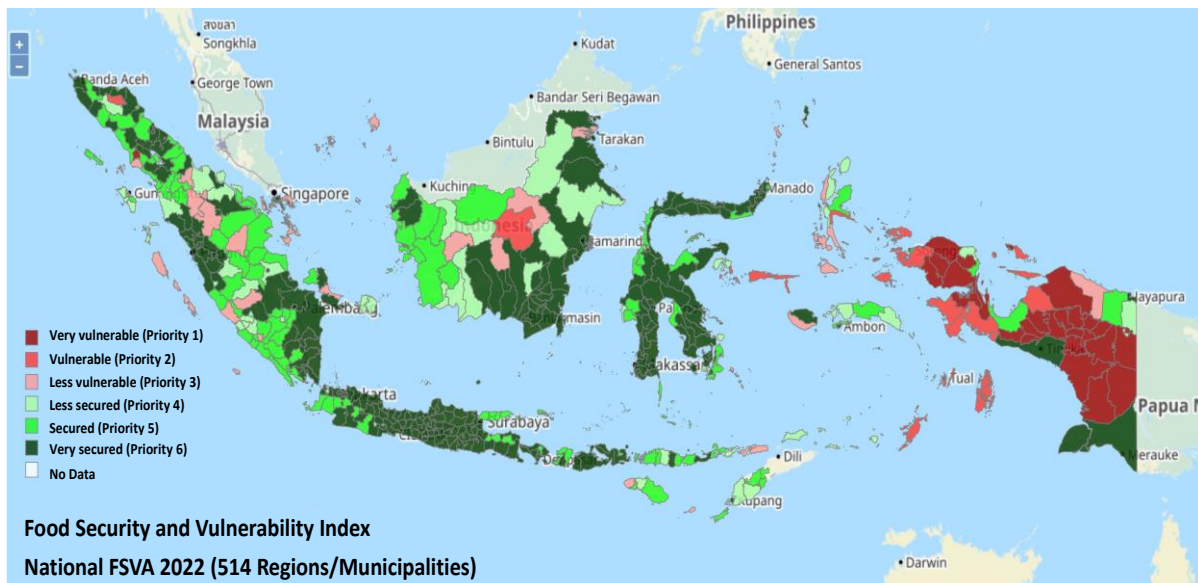 Philippines
สงขลา
Songkhla
Kudat
+
−
Banda Aceh
George Town
General Santos
Bandar Seri Begawan
Malaysia
Bintulu
Tarakan
Kuching
Singapore
Manado
Indonesia
Jayapura
Ambon
Very vulnerable (Priority 1)
Vulnerable (Priority 2)
Less vulnerable (Priority 3)
Less secured (Priority 4)
Secured (Priority 5)
Very secured (Priority 6)
No Data
Surabaya
Tual
Papua N
Dili
Merauke
Food Security and Vulnerability Index
National FSVA 2022 (514 Regions/Municipalities)
Darwin